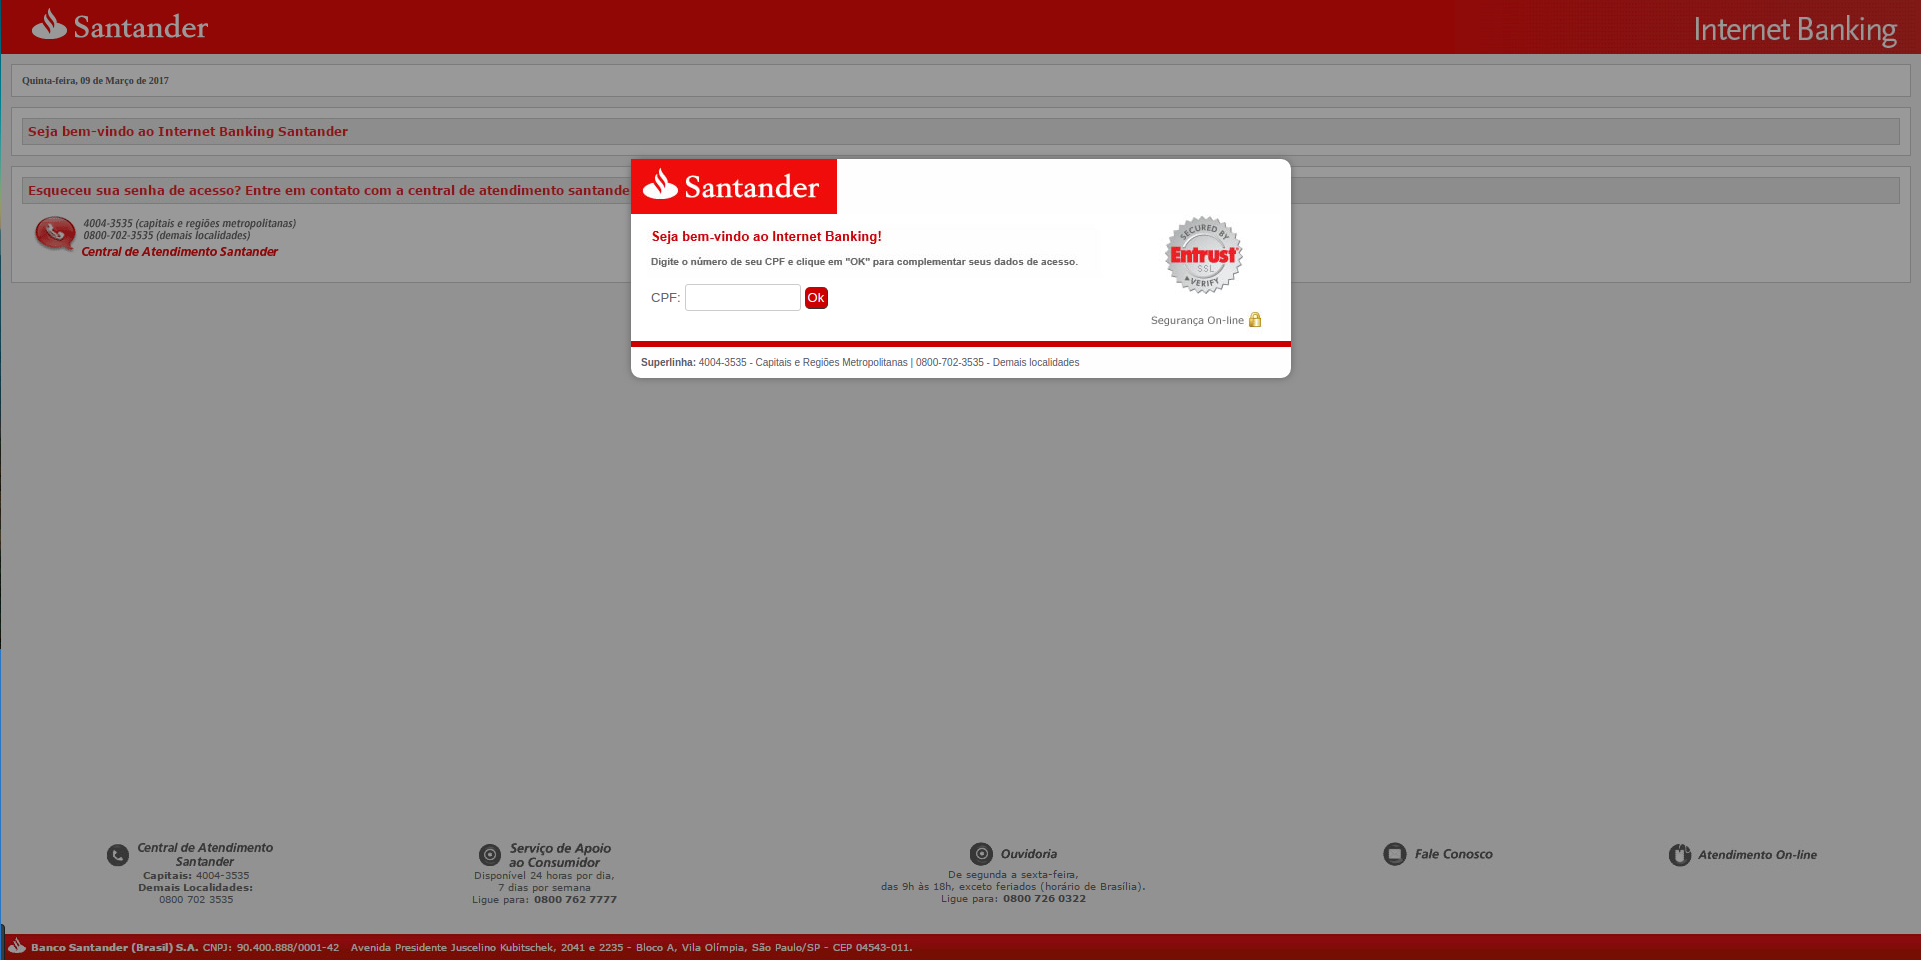 Santander
Internet Banking
Quinta-feira, 09 de Março de 2017
Seja bem-vindo ao Internet Banking Santander
Esqueceu sua senha de acesso? Entre em contato com a central de atendimento santande
4004-3535 (capitais e regiões metropolitanas)
0800-702-3535 (demais localidades)
Central de Atendimento Santander
Santander
Seja bem-vindo ao Internet Banking!
Digite o número de seu CPF e clique em "OK" para complementar seus dados de acesso.
CPF:
Ok
SECURED BY
Entrust
SSL
VERIFY
Segurança On-line
Superlinha: 4004-3535 - Capitais e Regiões Metropolitanas | 0800-702-3535 - Demais localidades
Central de Atendimento
Santander
Capitais: 4004-3535
Demais Localidades:
0800 702 3535
Serviço de Apoio
ao Consumidor
Disponível 24 horas por dia,
7 dias por semana
Ligue para: 0800 762 7777
Ouvidoria
De segunda a sexta-feira,
das 9h às 18h, exceto feriados (horário de Brasília).
Ligue para: 0800 726 0322
Fale Conosco
Atendimento On-line
Banco Santander (Brasil) S.A. CNPJ: 90.400.888/0001-42 Avenida Presidente Juscelino Kubitschek, 2041 e 2235 - Bloco A, Vila Olímpia, São Paulo/SP - CEP 04543-011.